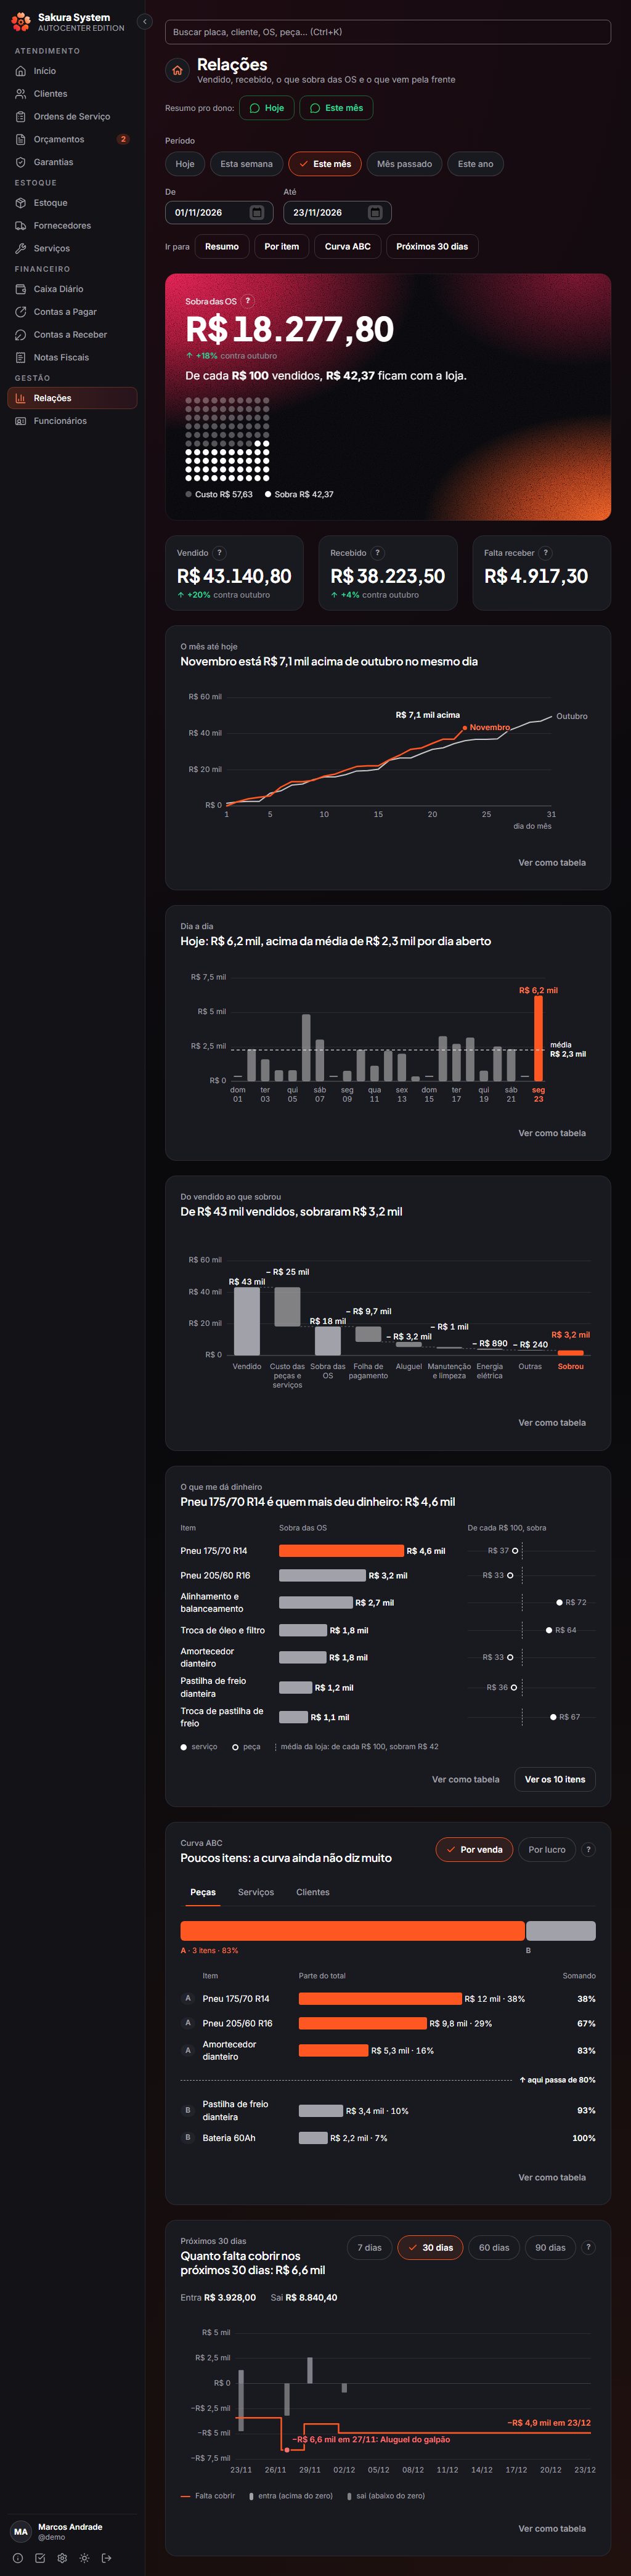 Sakura System
AUTOCENTER EDITION
ATENDIMENTO
Início
Clientes
Ordens de Serviço
Orçamentos 2
Garantias
ESTOQUE
Estoque
Fornecedores
Serviços
FINANCEIRO
Caixa Diário
Contas a Pagar
Contas a Receber
Notas Fiscais
GESTÃO
Relações
Funcionários
MA
Marcos Andrade
@demo
Buscar placa, cliente, OS, peça... (Ctrl+K)
Relações
Vendido, recebido, o que sobra das OS e o que vem pela frente
Resumo pro dono: Hoje Este mês
Período
Hoje Esta semana Este mês Mês passado Este ano
De Até
01/11/2026 23/11/2026
Ir para Resumo Por item Curva ABC Próximos 30 dias
Sobra das OS ?
R$ 18.277,80
↑ +18% contra outubro
De cada R$ 100 vendidos, R$ 42,37 ficam com a loja.
Custo R$ 57,63 Sobra R$ 42,37
Vendido ?
R$ 43.140,80
↑ +20% contra outubro
Recebido ?
R$ 38.223,50
↑ +4% contra outubro
Falta receber ?
R$ 4.917,30
O mês até hoje
Novembro está R$ 7,1 mil acima de outubro no mesmo dia
R$ 60 mil
R$ 40 mil
R$ 20 mil
R$ 0
R$ 7,1 mil acima
Novembro
Outubro
1 5 10 15 20 25 31
dia do mês
Ver como tabela
Dia a dia
Hoje: R$ 6,2 mil, acima da média de R$ 2,3 mil por dia aberto
R$ 7,5 mil
R$ 5 mil
R$ 2,5 mil
R$ 0
R$ 6,2 mil
média
R$ 2,3 mil
dom ter qui sáb seg qua sex dom ter qui sáb seg
01 03 05 07 09 11 13 15 17 19 21 23
Ver como tabela
Do vendido ao que sobrou
De R$ 43 mil vendidos, sobraram R$ 3,2 mil
R$ 60 mil
R$ 40 mil
R$ 20 mil
R$ 0
R$ 43 mil
− R$ 25 mil
R$ 18 mil
− R$ 9,7 mil
− R$ 3,2 mil
− R$ 1 mil
− R$ 890
− R$ 240
R$ 3,2 mil
Vendido
Custo das peças e serviços
Sobra das OS
Folha de pagamento
Aluguel
Manutenção e limpeza
Energia elétrica
Outras
Sobrou
Ver como tabela
O que me dá dinheiro
Pneu 175/70 R14 é quem mais deu dinheiro: R$ 4,6 mil
Item Sobra das OS De cada R$ 100, sobra
Pneu 175/70 R14 R$ 4,6 mil R$ 37
Pneu 205/60 R16 R$ 3,2 mil R$ 33
Alinhamento e balanceamento R$ 2,7 mil R$ 72
Troca de óleo e filtro R$ 1,8 mil R$ 64
Amortecedor dianteiro R$ 1,8 mil R$ 33
Pastilha de freio dianteira R$ 1,2 mil R$ 36
Troca de pastilha de freio R$ 1,1 mil R$ 67
serviço peça média da loja: de cada R$ 100, sobram R$ 42
Ver como tabela Ver os 10 itens
Curva ABC
Poucos itens: a curva ainda não diz muito
Por venda Por lucro ?
Peças Serviços Clientes
A · 3 itens · 83% B
Item Parte do total Somando
A Pneu 175/70 R14 R$ 12 mil · 38% 38%
A Pneu 205/60 R16 R$ 9,8 mil · 29% 67%
A Amortecedor dianteiro R$ 5,3 mil · 16% 83%
↑ aqui passa de 80%
B Pastilha de freio dianteira R$ 3,4 mil · 10% 93%
B Bateria 60Ah R$ 2,2 mil · 7% 100%
Ver como tabela
Próximos 30 dias
Quanto falta cobrir nos
próximos 30 dias: R$ 6,6 mil
7 dias 30 dias 60 dias 90 dias ?
Entra R$ 3.928,00 Sai R$ 8.840,40
R$ 5 mil
R$ 2,5 mil
R$ 0
−R$ 2,5 mil
−R$ 5 mil
−R$ 7,5 mil
−R$ 4,9 mil em 23/12
−R$ 6,6 mil em 27/11: Aluguel do galpão
23/11 26/11 29/11 02/12 05/12 08/12 11/12 14/12 17/12 20/12 23/12
Falta cobrir entra (acima do zero) sai (abaixo do zero)
Ver como tabela